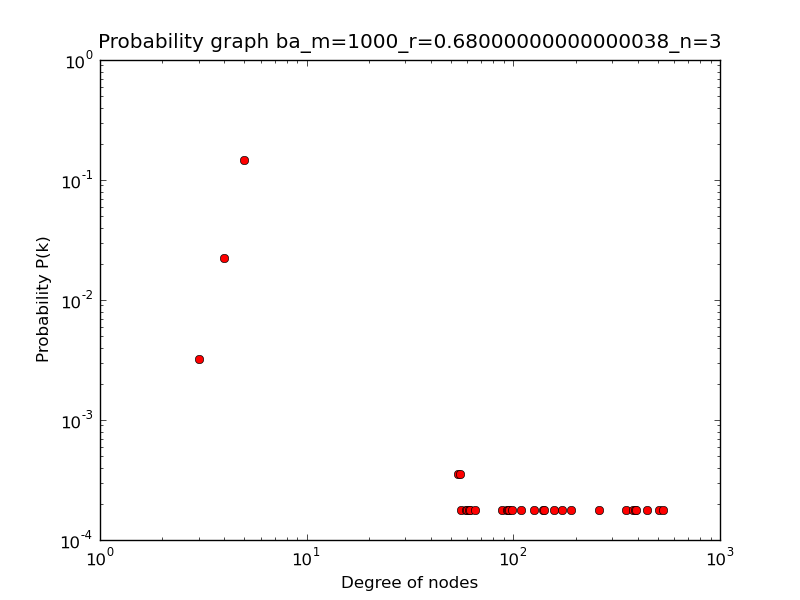 Probability graph ba_m=1000_r=0.68000000000000038_n=3
10^0
10^-1
10^-2
10^-3
10^-4
Probability P(k)
10^0 10^1 10^2 10^3
Degree of nodes